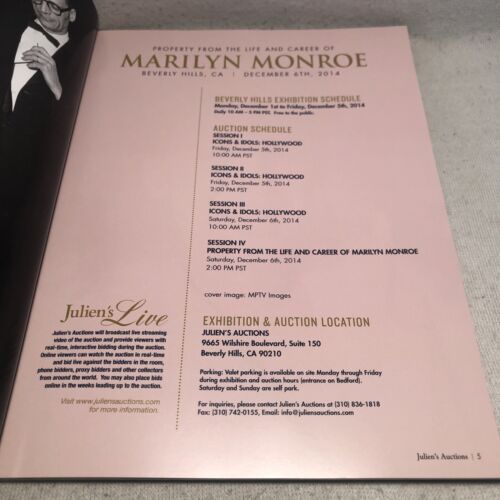 PROPERTY FROM THE LIFE AND CAREER OF
MARILYN MONROE
BEVERLY HILLS, CA | DECEMBER 6TH, 2014
BEVERLY HILLS EXHIBITION SCHEDULE
Monday, December 1st to Friday, December 5th, 2014
Daily 10 AM – 5 PM PST. Free to the public.
AUCTION SCHEDULE
SESSION I
ICONS & IDOLS: HOLLYWOOD
Friday, December 5th, 2014
10:00 AM PST
SESSION II
ICONS & IDOLS: HOLLYWOOD
Friday, December 5th, 2014
2:00 PM PST
SESSION III
ICONS & IDOLS: HOLLYWOOD
Saturday, December 6th, 2014
10:00 AM PST
SESSION IV
PROPERTY FROM THE LIFE AND CAREER OF MARILYN MONROE
Saturday, December 6th, 2014
2:00 PM PST
cover image: MPTV Images
Julien's Live
Julien's Auctions will broadcast live streaming
video of the auction and provide viewers with
real-time, interactive bidding during the auction.
Online viewers can watch the auction in real-time
and bid live against the bidders in the room,
phone bidders, proxy bidders and other collectors
from around the world. You may also place bids
online in the weeks leading up to the auction.
Visit www.juliensauctions.com
for more information.
EXHIBITION & AUCTION LOCATION
JULIEN'S AUCTIONS
9665 Wilshire Boulevard, Suite 150
Beverly Hills, CA 90210
Parking: Valet parking is available on site Monday through Friday
during exhibition and auction hours (entrance on Bedford).
Saturday and Sunday are self park.
For inquiries, please contact Julien's Auctions at (310) 836-1818
Fax: (310) 742-0155, Email: info@juliensauctions.com
Julien's Auctions | 5